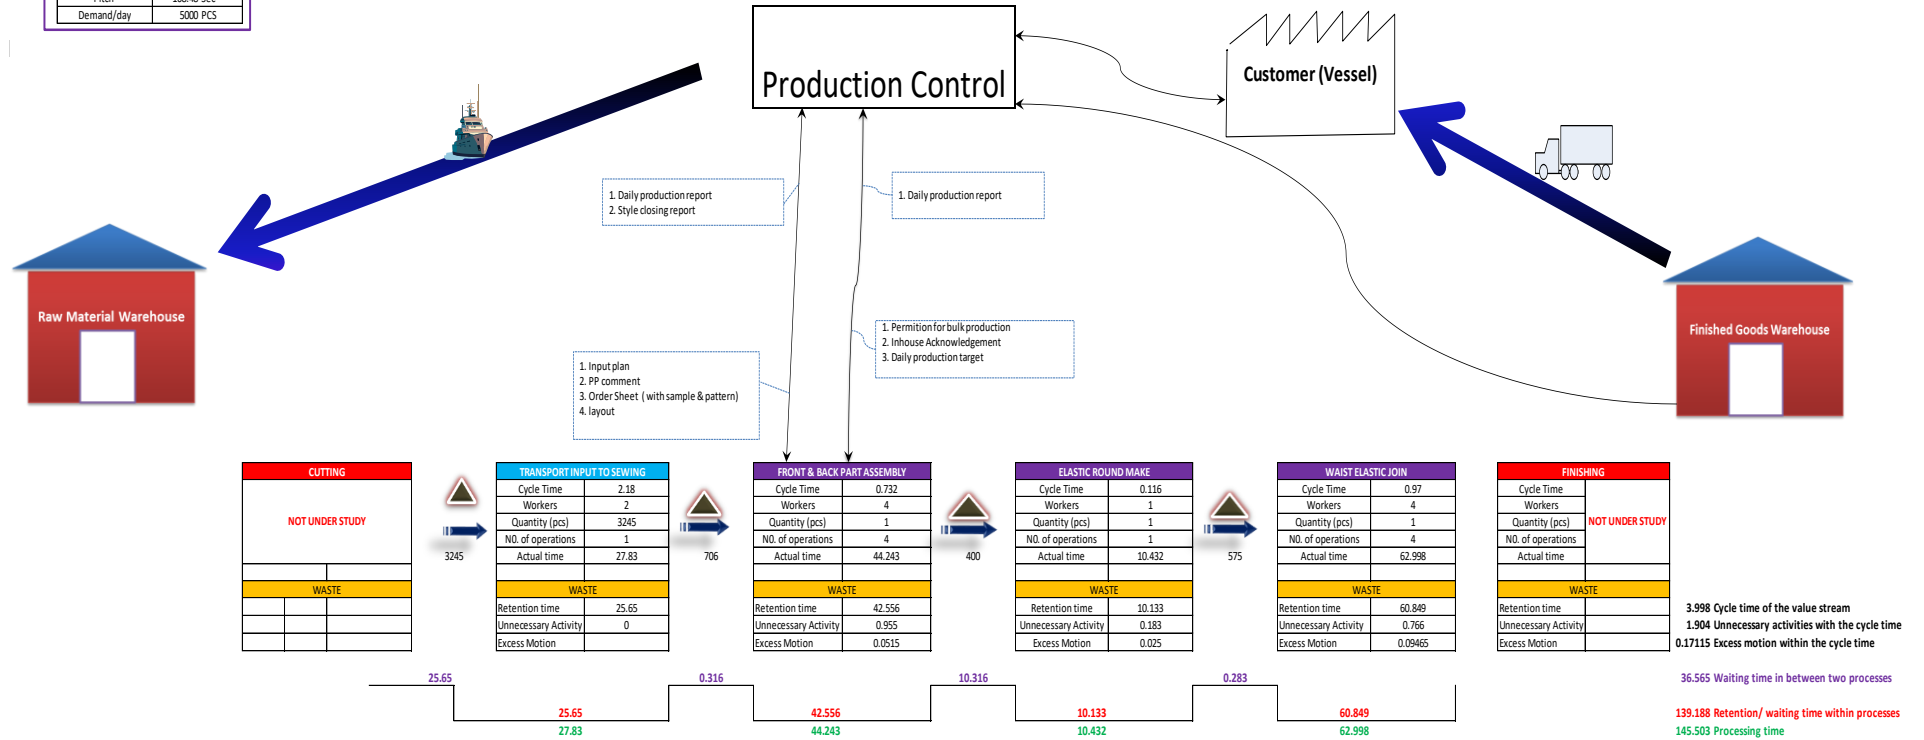 Demand/day 5000 PCS
Production Control
Customer (Vessel)
1. Daily production report
2. Style closing report
1. Daily production report
Raw Material Warehouse
Finished Goods Warehouse
1. Permition for bulk production
2. Inhouse Acknowledgement
3. Daily production target
1. Input plan
2. PP comment
3. Order Sheet ( with sample & pattern)
4. layout
CUTTING
NOT UNDER STUDY
WASTE
3245
TRANSPORT INPUT TO SEWING
Cycle Time 2.18
Workers 2
Quantity (pcs) 3245
N0. of operations 1
Actual time 27.83
WASTE
Retention time 25.65
Unnecessary Activity 0
Excess Motion
706
FRONT & BACK PART ASSEMBLY
Cycle Time 0.732
Workers 4
Quantity (pcs) 1
N0. of operations 4
Actual time 44.243
WASTE
Retention time 42.556
Unnecessary Activity 0.955
Excess Motion 0.0515
400
ELASTIC ROUND MAKE
Cycle Time 0.116
Workers 1
Quantity (pcs) 1
N0. of operations 1
Actual time 10.432
WASTE
Retention time 10.133
Unnecessary Activity 0.183
Excess Motion 0.025
575
WAIST ELASTIC JOIN
Cycle Time 0.97
Workers 4
Quantity (pcs) 1
N0. of operations 4
Actual time 62.998
WASTE
Retention time 60.849
Unnecessary Activity 0.766
Excess Motion 0.09465
FINISHING
Cycle Time
Workers
Quantity (pcs)
N0. of operations
Actual time
NOT UNDER STUDY
WASTE
Retention time
Unnecessary Activity
Excess Motion
3.998 Cycle time of the value stream
1.904 Unnecessary activities with the cycle time
0.17115 Excess motion within the cycle time
25.65 0.316 10.316 0.283 36.565 Waiting time in between two processes
25.65 42.556 10.133 60.849 139.188 Retention/ waiting time within processes
27.83 44.243 10.432 62.998 145.503 Processing time